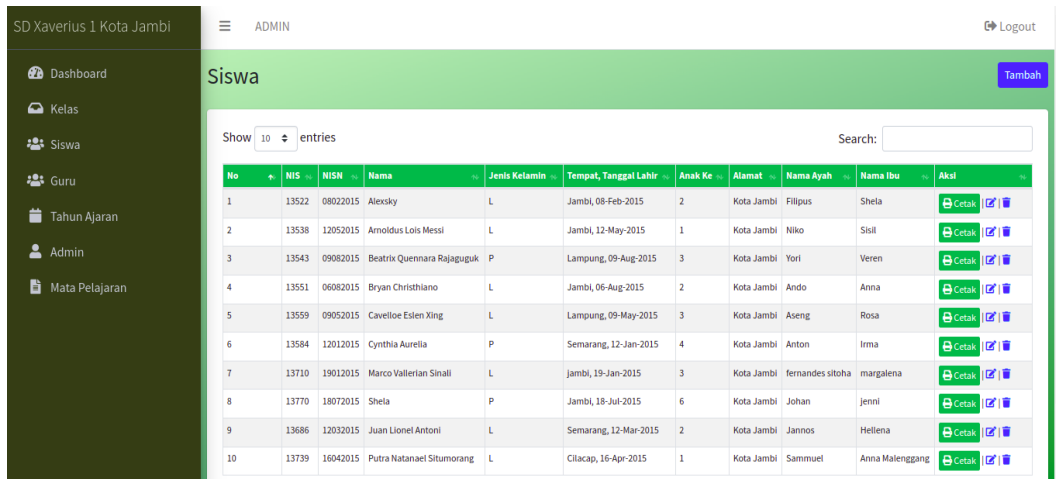 SD Xaverius 1 Kota Jambi
ADMIN
Logout
Dashboard
Kelas
Siswa
Guru
Tahun Ajaran
Admin
Mata Pelajaran
Siswa
Tambah
Show 10 entries
Search:
No NIS NISN Nama Jenis Kelamin Tempat, Tanggal Lahir Anak Ke Alamat Nama Ayah Nama Ibu Aksi
1 13522 08022015 Alexsky L Jambi, 08-Feb-2015 2 Kota Jambi Filipus Shela Cetak | |
2 13538 12052015 Arnoldus Lois Messi L Jambi, 12-May-2015 1 Kota Jambi Niko Sisil Cetak | |
3 13543 09082015 Beatrix Quennara Rajaguguk P Lampung, 09-Aug-2015 3 Kota Jambi Yori Veren Cetak | |
4 13551 06082015 Bryan Christhiano L Jambi, 06-Aug-2015 2 Kota Jambi Ando Anna Cetak | |
5 13559 09052015 Cavelloe Eslen Xing L Lampung, 09-May-2015 3 Kota Jambi Aseng Rosa Cetak | |
6 13584 12012015 Cynthia Aurelia P Semarang, 12-Jan-2015 4 Kota Jambi Anton Irma Cetak | |
7 13710 19012015 Marco Vallerian Sinali L jambi, 19-Jan-2015 3 Kota Jambi fernandes sitoha margalena Cetak | |
8 13770 18072015 Shela P Jambi, 18-Jul-2015 6 Kota Jambi Johan jenni Cetak | |
9 13686 12032015 Juan Lionel Antoni L Semarang, 12-Mar-2015 2 Kota Jambi Jannos Hellena Cetak | |
10 13739 16042015 Putra Natanael Situmorang L Cilacap, 16-Apr-2015 1 Kota Jambi Sammuel Anna Malenggang Cetak | |